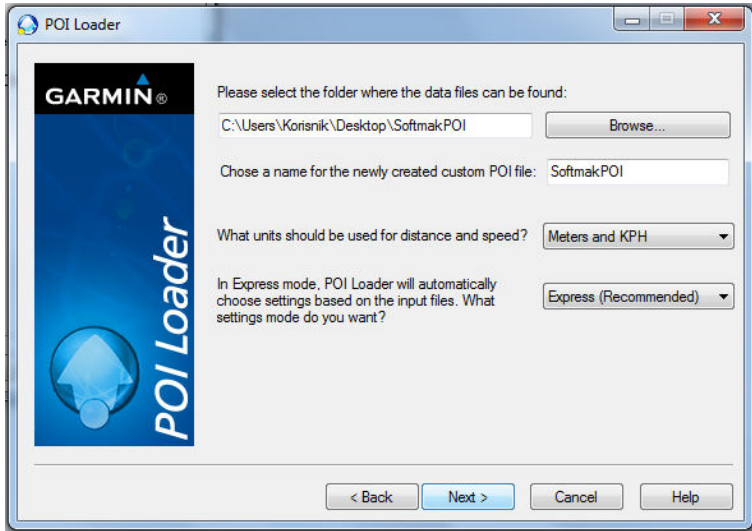 POI Loader
GARMIN®
POI Loader
Please select the folder where the data files can be found:
C:\Users\Korisnik\Desktop\SoftmakPOI
Browse...
Chose a name for the newly created custom POI file:
SoftmakPOI
What units should be used for distance and speed?
Meters and KPH
In Express mode, POI Loader will automatically
choose settings based on the input files. What
settings mode do you want?
Express (Recommended)
< Back
Next >
Cancel
Help